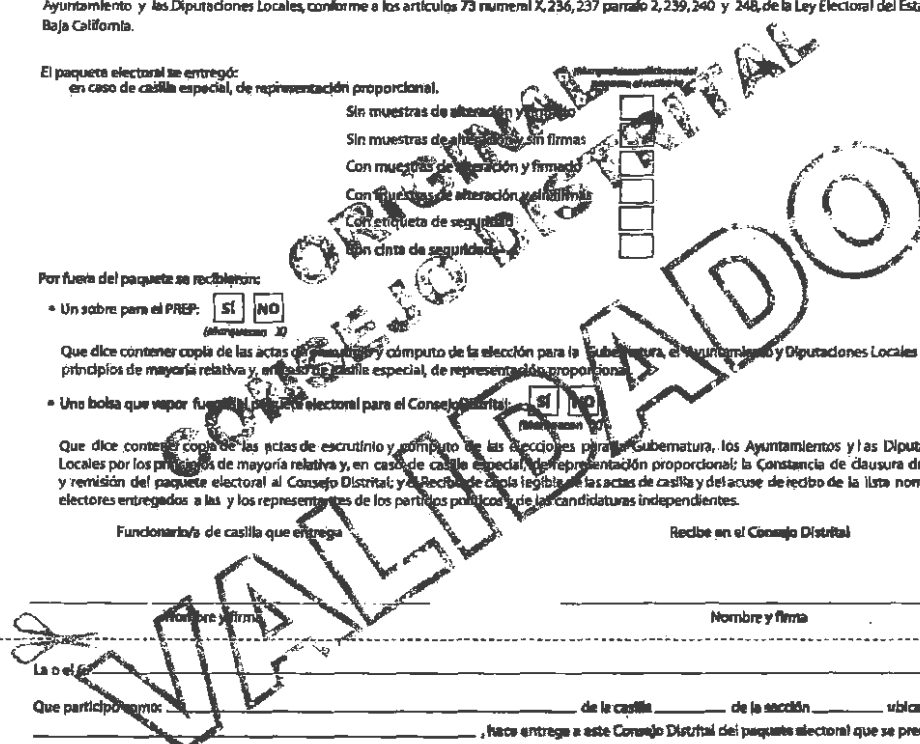 Ayuntamiento y las Diputaciones Locales, conforme a los artículos 73 numeral X, 236, 237 parrafo 2, 239, 240 y 248, de la Ley Electoral del
Baja California.
El paquete electoral se entregó:
en caso de casilla especial, de representación proporcional.
Sin muestras de alteración y firmado
Sin muestras de alteración y sin firmas
Con muestras de alteración y firmado
Con muestras de alteración y sin firmas
Con etiqueta de seguridad
Con cinta de seguridad
ORIGINAL
CONSEJO DISTRITAL
VALIDADO
Por fuera del paquete se recibieron:
• Un sobre para el PREP: SÍ NO
(Marque con X)
Que dice contener copia de las actas de escrutinio y cómputo de la elección para la Gubernatura, el Ayuntamiento y Diputaciones Locales
principios de mayoría relativa y, en caso de casilla especial, de representación proporcional.
• Una bolsa que va por fuera del paquete electoral para el Consejo Distrital: SÍ NO
(Marque con X)
Que dice contener copia de las actas de escrutinio y cómputo de las elecciones para la Gubernatura, los Ayuntamientos y las
Locales por los principios de mayoría relativa y, en caso de casilla especial, de representación proporcional; la Constancia de clausura
y remisión del paquete electoral al Consejo Distrital; y el Recibo de copia legible de las actas de casilla y del acuse de recibo de la lista
electores entregados a las y los representantes de los partidos políticos y de las candidaturas independientes.
Funcionario/a de casilla que entrega Recibe en el Consejo Distrital
Nombre y firma Nombre y firma
La o el
Que participó como: de la casilla de la sección
, hace entrega a este Consejo Distrital del paquete electoral que se